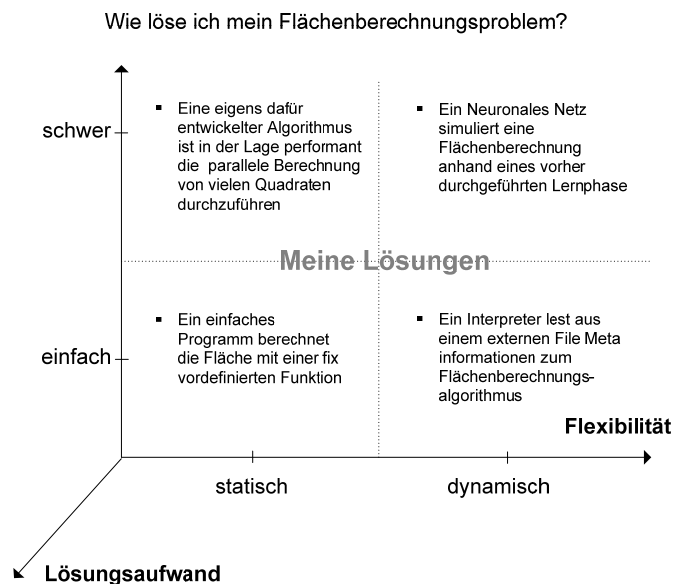 Wie löse ich mein Flächenberechnungsproblem?
schwer
Eine eigens dafür
entwickelter Algorithmus
ist in der Lage performant
die parallele Berechnung
von vielen Quadraten
durchzuführen
Ein Neuronales Netz
simuliert eine
Flächenberechnung
anhand eines vorher
durchgeführten Lernphase
Meine Lösungen
einfach
Ein einfaches
Programm berechnet
die Fläche mit einer fix
vordefinierten Funktion
Ein Interpreter lest aus
einem externen File Meta
informationen zum
Flächenberechnungs-
algorithmus
Flexibilität
statisch
dynamisch
Lösungsaufwand